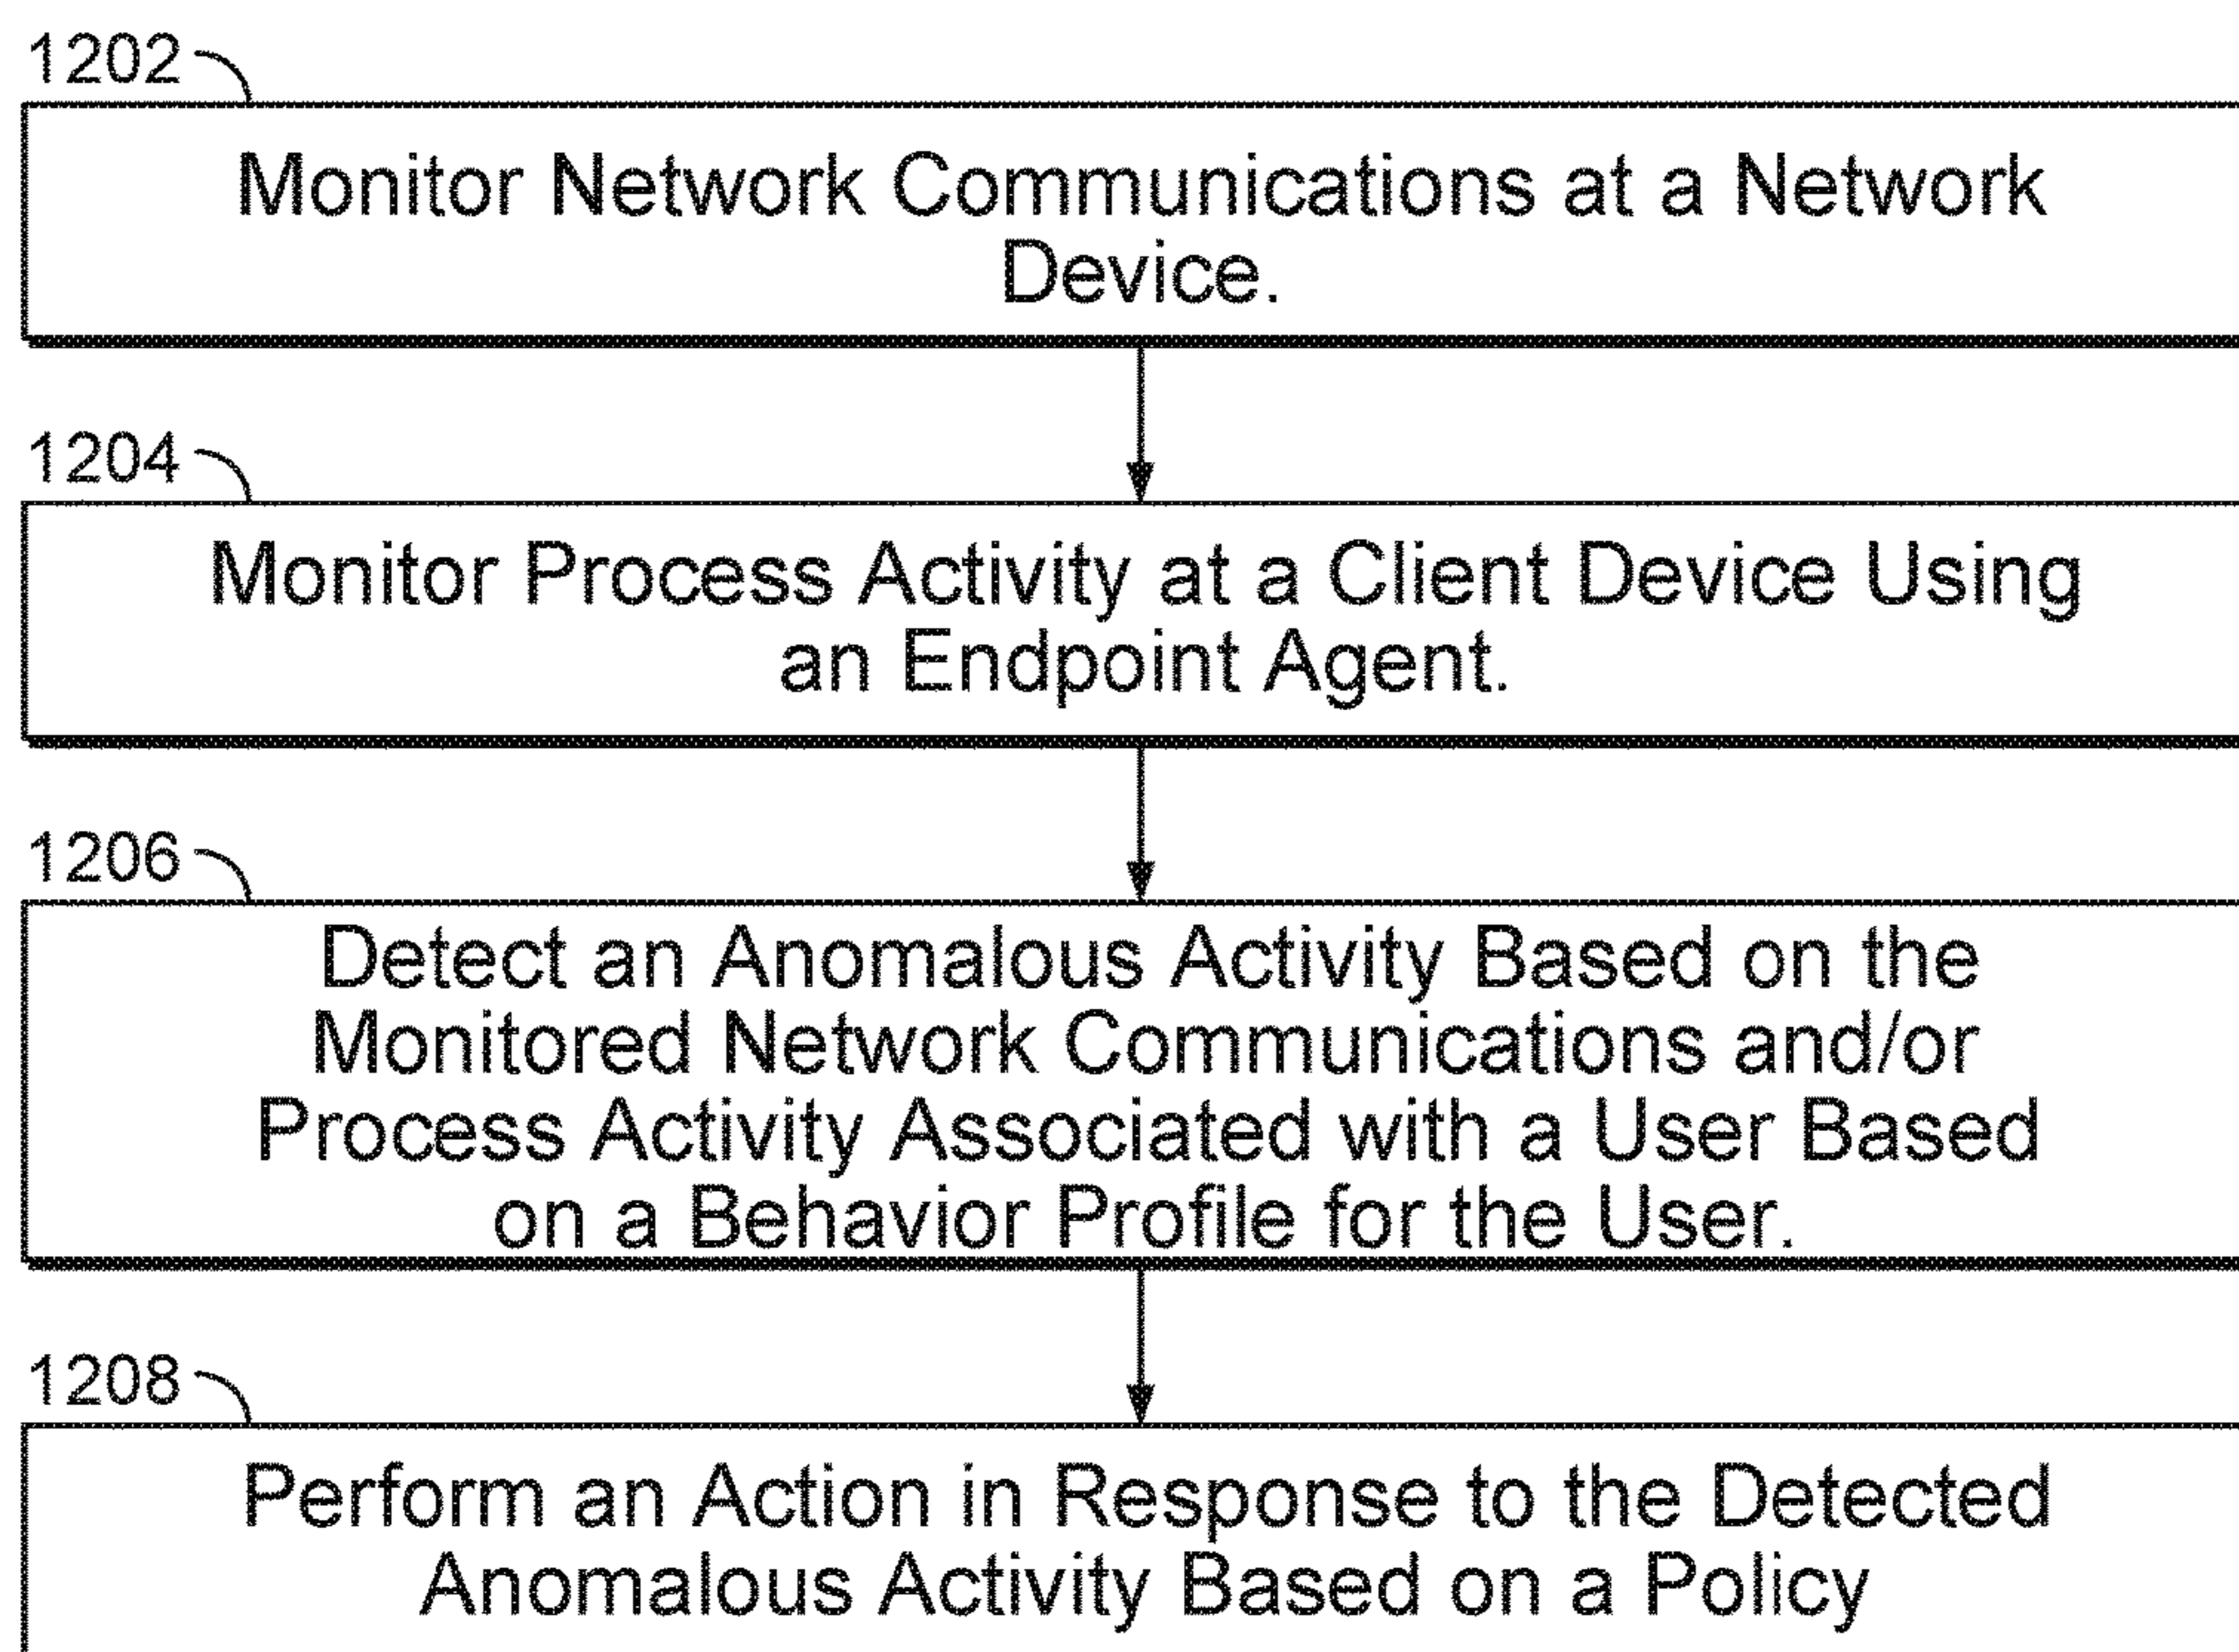 1202
Monitor Network Communications at a Network
Device.
1204
Monitor Process Activity at a Client Device Using
an Endpoint Agent.
1206
Detect an Anomalous Activity Based on the
Monitored Network Communications and/or
Process Activity Associated with a User Based
on a Behavior Profile for the User.
1208
Perform an Action in Response to the Detected
Anomalous Activity Based on a Policy